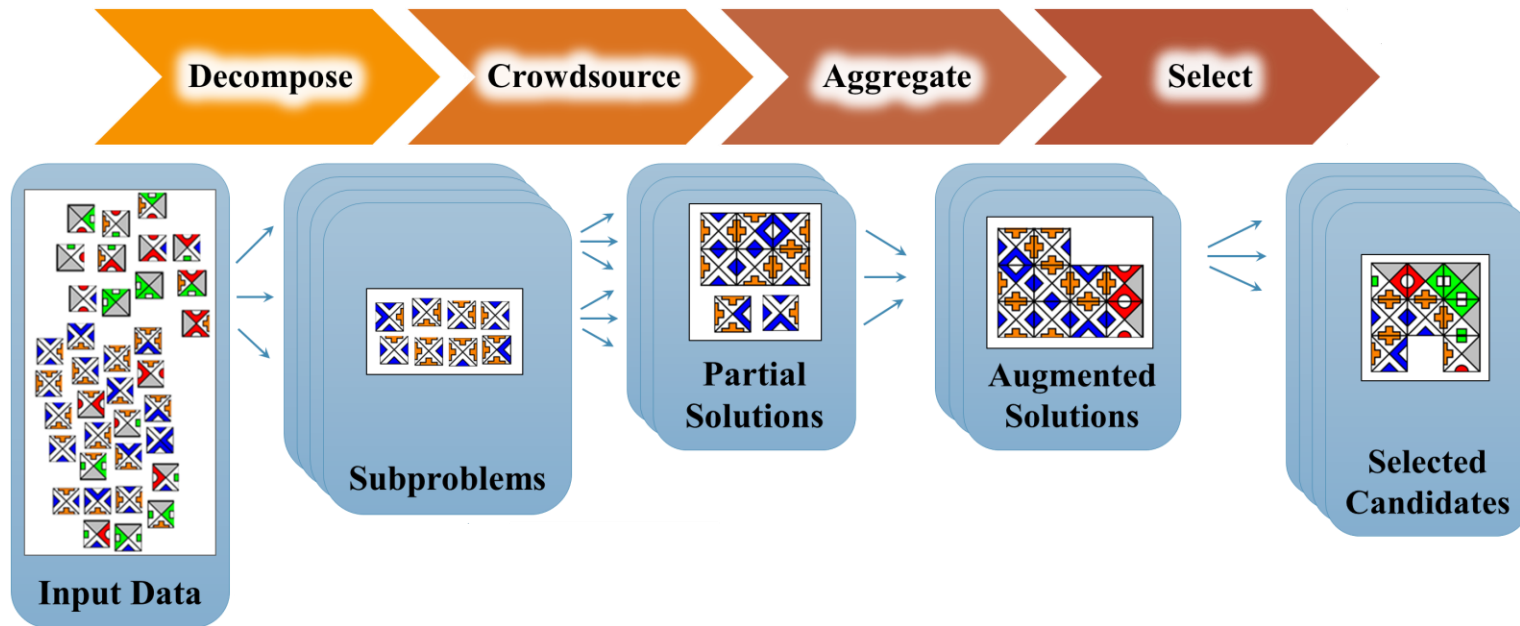 Decompose
Crowdsource
Aggregate
Select
Input Data
Subproblems
Partial
Solutions
Augmented
Solutions
Selected
Candidates